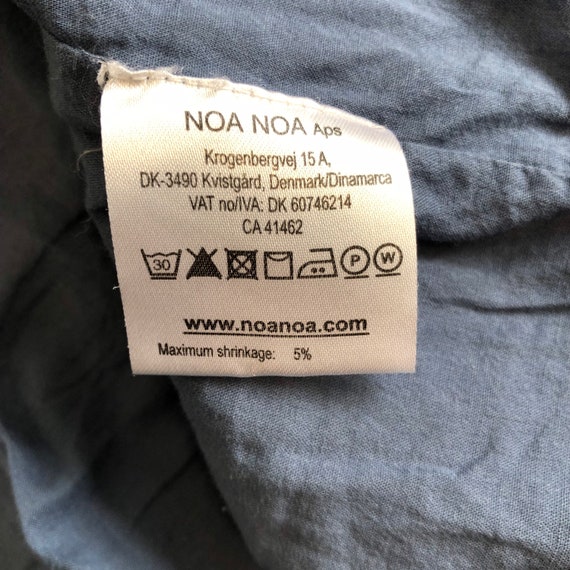 NOA NOA Aps
Krogenbergvej 15 A,
DK-3490 Kvistgård, Denmark/Dinamarca
VAT no/IVA: DK 60746214
CA 41462
30 P W
www.noanoa.com
Maximum shrinkage: 5%